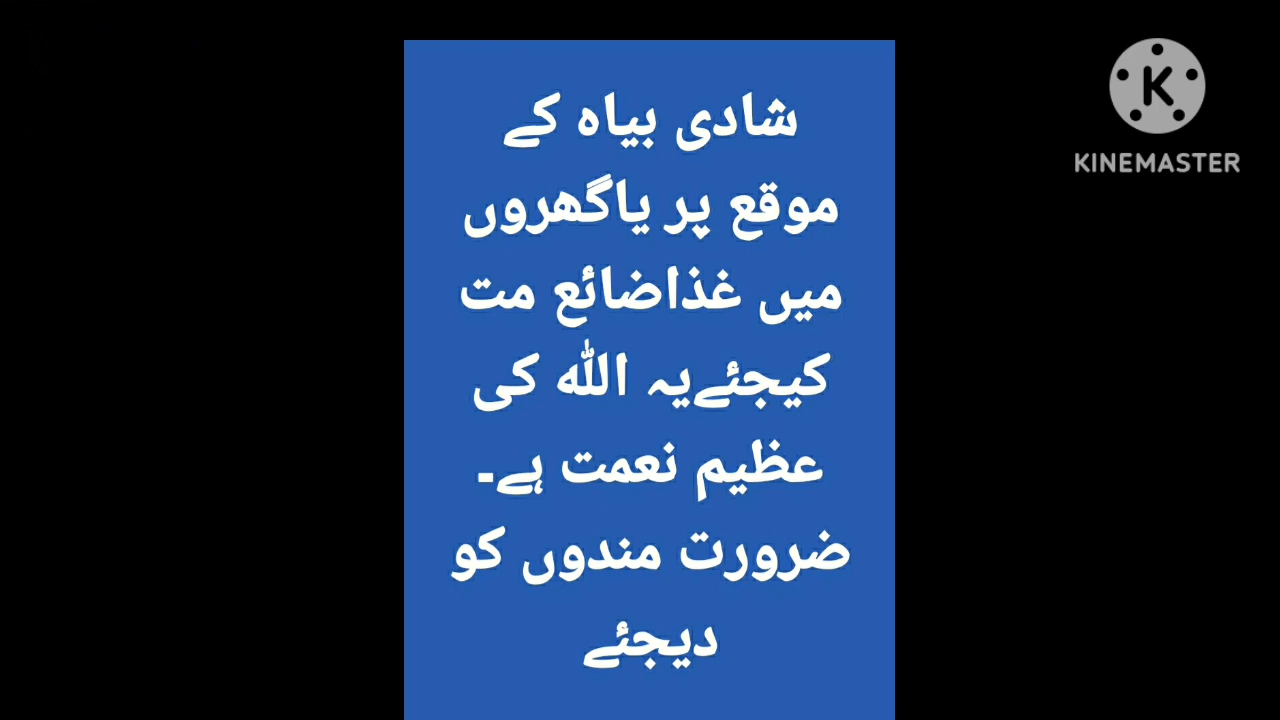 شادی بیاہ کے
موقع پر یاگھروں
میں غذاضائع مت
کیجئےیہ اللہ کی
عظیم نعمت ہے۔
ضرورت مندوں کو
دیجئے
KINEMASTER